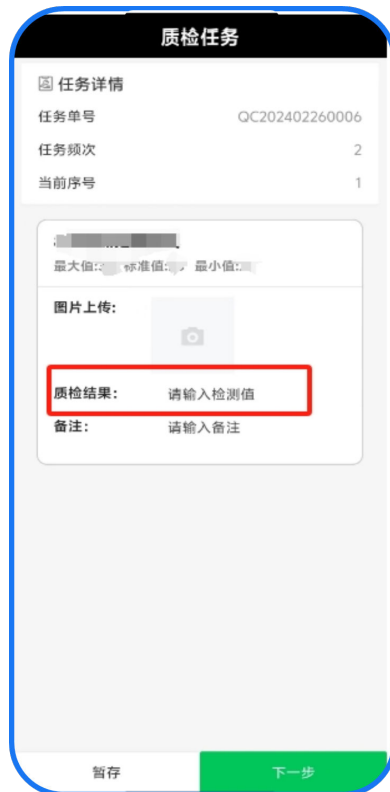 质检任务
任务详情
任务单号 QC202402260006
任务频次 2
当前序号 1
最大值: 标准值: 最小值:
图片上传:
质检结果: 请输入检测值
备注: 请输入备注
暂存 下一步